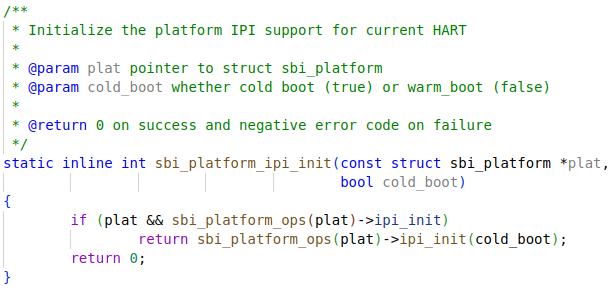 /**
 * Initialize the platform IPI support for current HART
 *
 * @param plat pointer to struct sbi_platform
 * @param cold_boot whether cold boot (true) or warm_boot (false)
 *
 * @return 0 on success and negative error code on failure
 */
static inline int sbi_platform_ipi_init(const struct sbi_platform *plat,
                                        bool cold_boot)
{
        if (plat && sbi_platform_ops(plat)->ipi_init)
                return sbi_platform_ops(plat)->ipi_init(cold_boot);
        return 0;
}